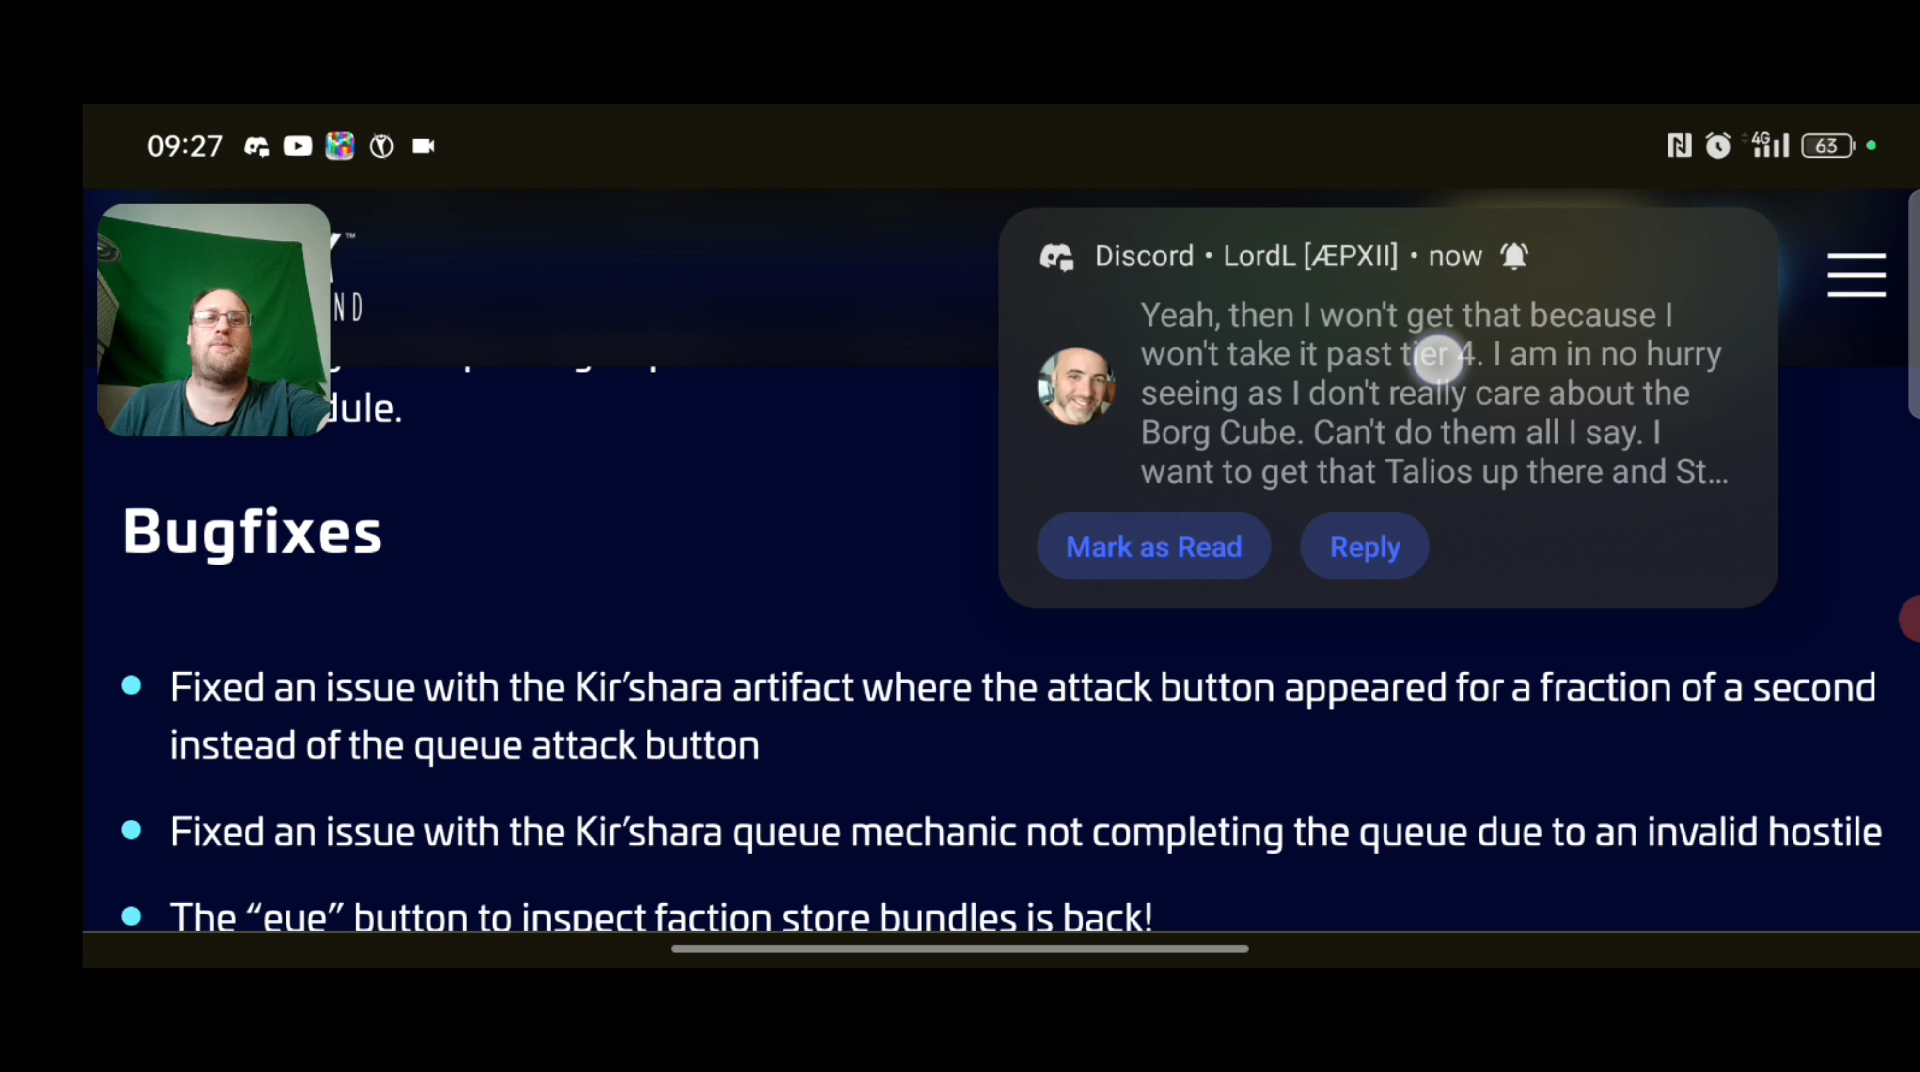 09:27
4G
63
™
ND
dule.
Discord • LordL [ÆPXII] • now
Yeah, then I won't get that because I
won't take it past tier 4. I am in no hurry
seeing as I don't really care about the
Borg Cube. Can't do them all I say. I
want to get that Talios up there and St...
Mark as Read
Reply
Bugfixes
Fixed an issue with the Kir’shara artifact where the attack button appeared for a fraction of a second
instead of the queue attack button
Fixed an issue with the Kir’shara queue mechanic not completing the queue due to an invalid hostile
The “eye” button to inspect faction store bundles is back!